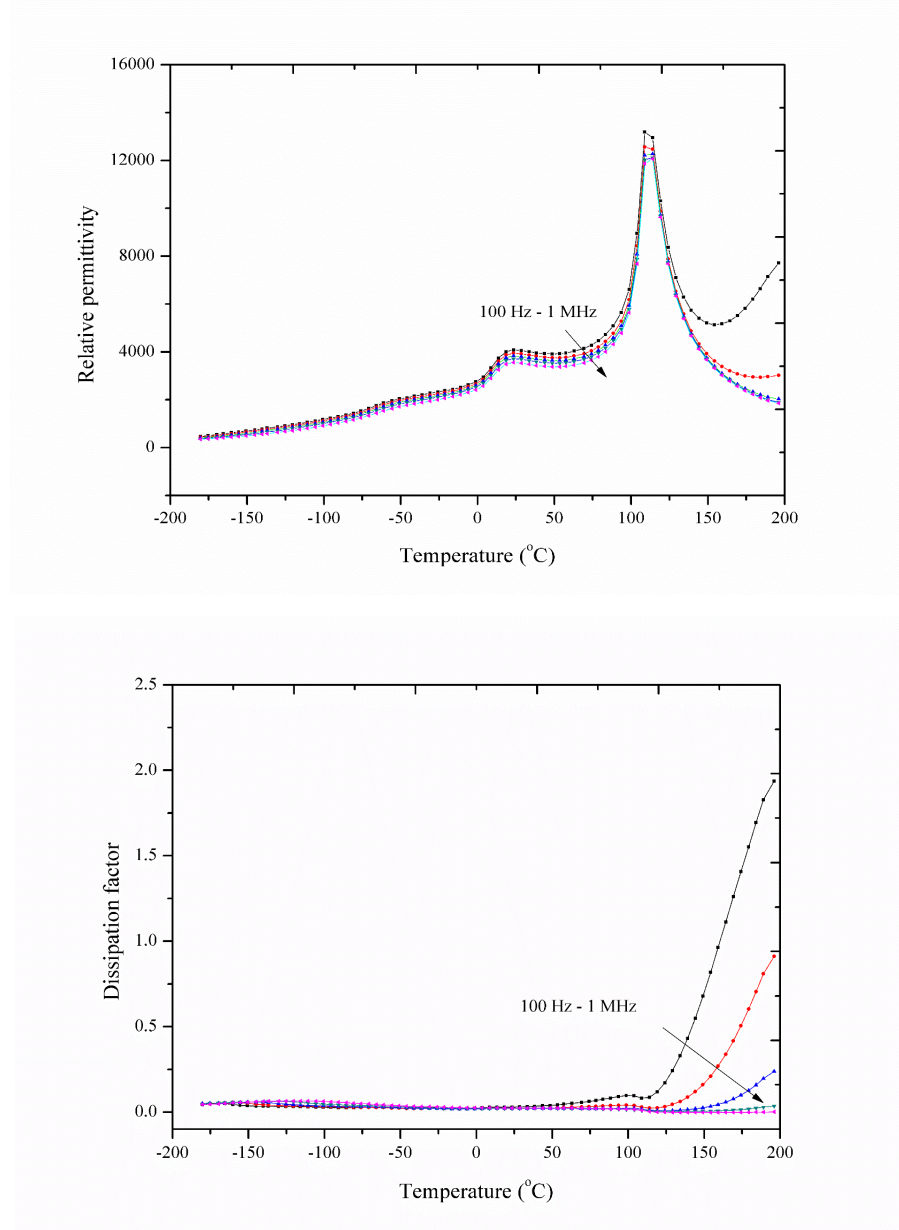 16000
12000
8000
4000
0
Relative permittivity
100 Hz - 1 MHz
-200 -150 -100 -50 0 50 100 150 200
Temperature (°C)
2.5
2.0
1.5
1.0
0.5
0.0
Dissipation factor
100 Hz - 1 MHz
-200 -150 -100 -50 0 50 100 150 200
Temperature (°C)